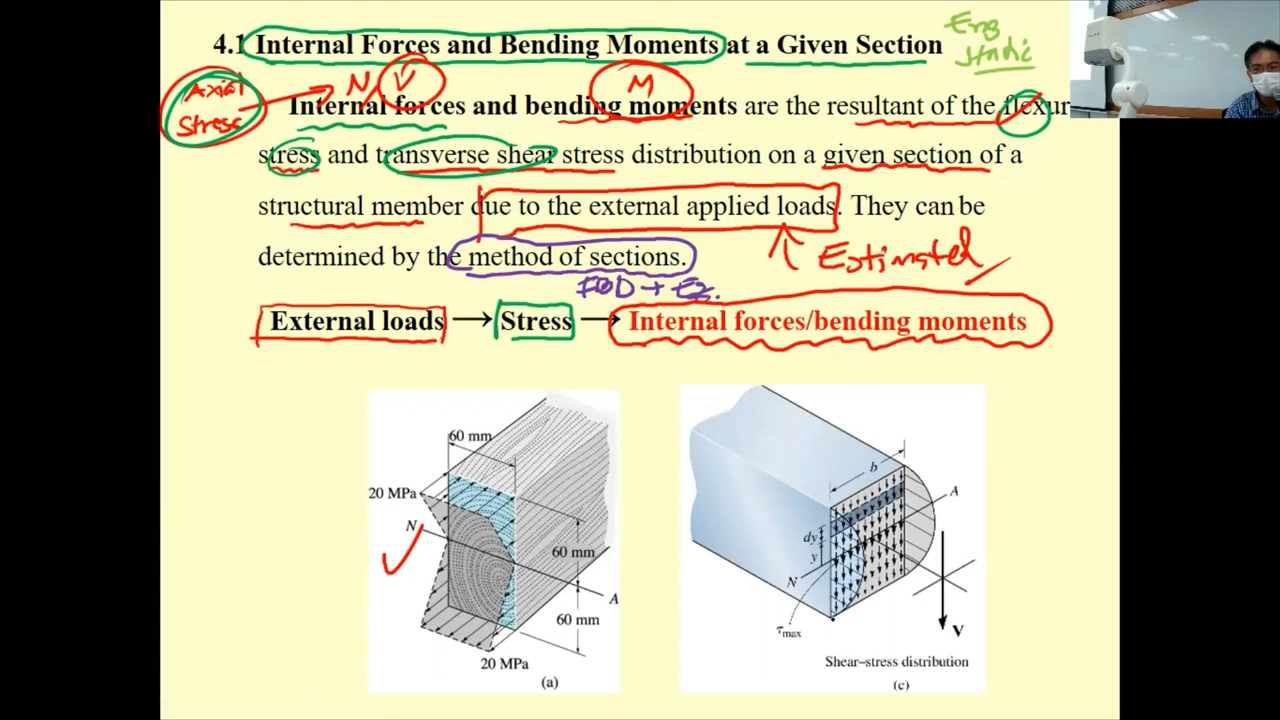 4.1 Internal Forces and Bending Moments at a Given Section
Eng
Static
Axial
Stress
N, V
M
Internal forces and bending moments are the resultant of the flexur
stress and transverse shear stress distribution on a given section of a
structural member due to the external applied loads. They can be
determined by the method of sections.
Estimated
FBD + Eq.
External loads → Stress → Internal forces/bending moments
60 mm
20 MPa
N
60 mm
A
60 mm
20 MPa
(a)
b
A
dy
y
N
τmax
V
Shear–stress distribution
(c)